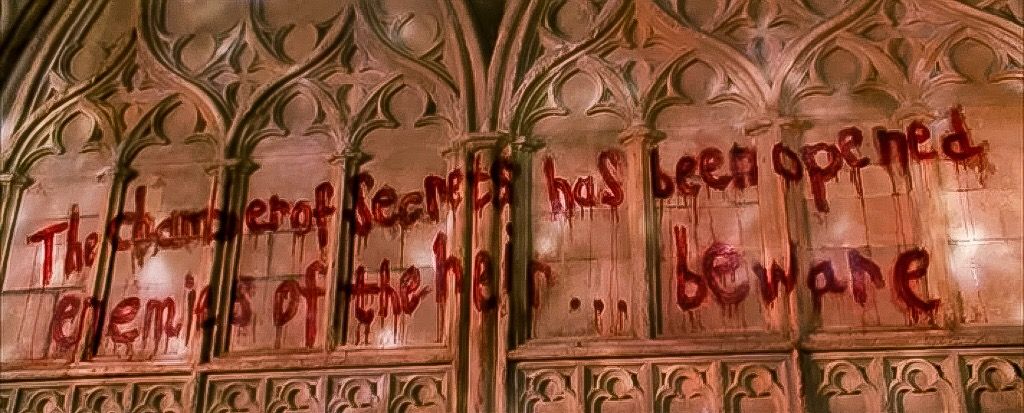 The chamber of secrets has been opened
enemies of the heir ... beware